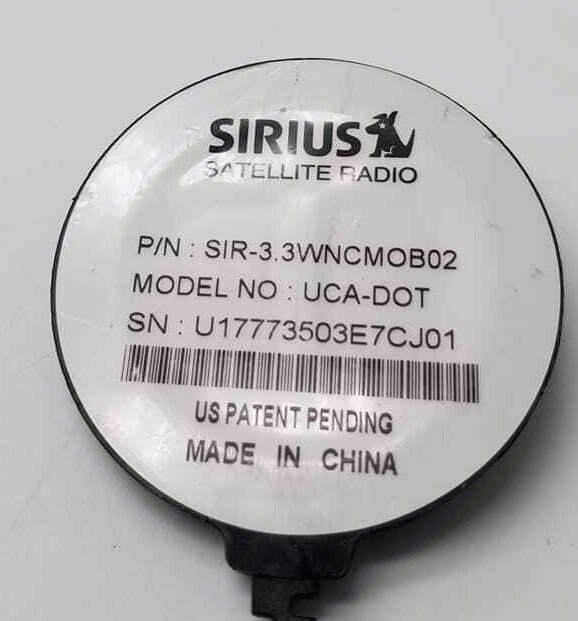 SIRIUS
SATELLITE RADIO
P/N : SIR-3.3WNCMOB02
MODEL NO : UCA-DOT
SN : U17773503E7CJ01
US PATENT PENDING
MADE IN CHINA